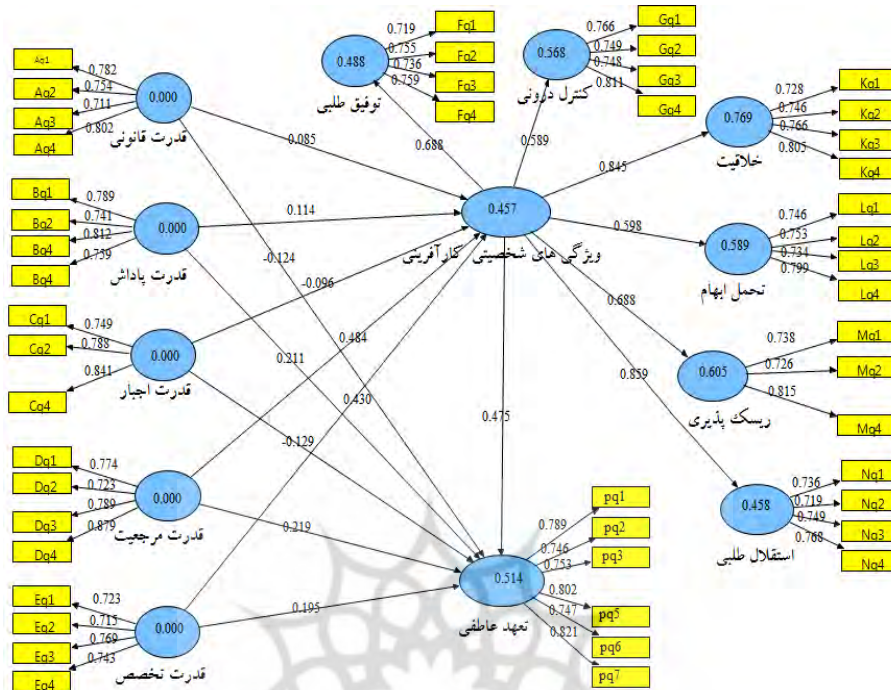 Aq1
0.782
Aq2
0.754
Aq3
0.711
Aq4
0.802
0.000
قدرت قانونی
Bq1
0.789
Bq2
0.741
Bq4
0.812
Bq4
0.759
0.000
قدرت پاداش
Cq1
0.749
Cq2
0.788
Cq4
0.841
0.000
قدرت اجبار
Dq1
0.774
Dq2
0.723
Dq3
0.789
Dq4
0.879
0.000
قدرت مرجعیت
Eq1
0.723
Eq2
0.715
Eq3
0.769
Eq4
0.743
0.000
قدرت تخصص
0.488
توفیق طلبی
0.719
Fq1
0.755
Fq2
0.736
Fq3
0.759
Fq4
0.568
کنترل درونی
0.766
Gq1
0.749
Gq2
0.748
Gq3
0.811
Gq4
0.085
0.688
0.589
0.845
0.114
0.457
0.598
ویژگی های شخصیتی کارآفرینی
-0.124
-0.096
0.484
0.211
0.430
-0.129
0.688
0.859
0.475
0.219
0.195
0.769
خلاقیت
0.728
Kq1
0.746
Kq2
0.766
Kq3
0.805
Kq4
0.589
تحمل ابهام
0.746
Lq1
0.753
Lq2
0.734
Lq3
0.799
Lq4
0.605
ریسک پذیری
0.738
Mq1
0.726
Mq2
0.815
Mq4
0.458
استقلال طلبی
0.736
Nq1
0.719
Nq2
0.749
Nq3
0.768
Nq4
0.514
تعهد عاطفی
0.789
pq1
0.746
pq2
0.753
pq3
0.802
pq5
0.747
pq6
0.821
pq7